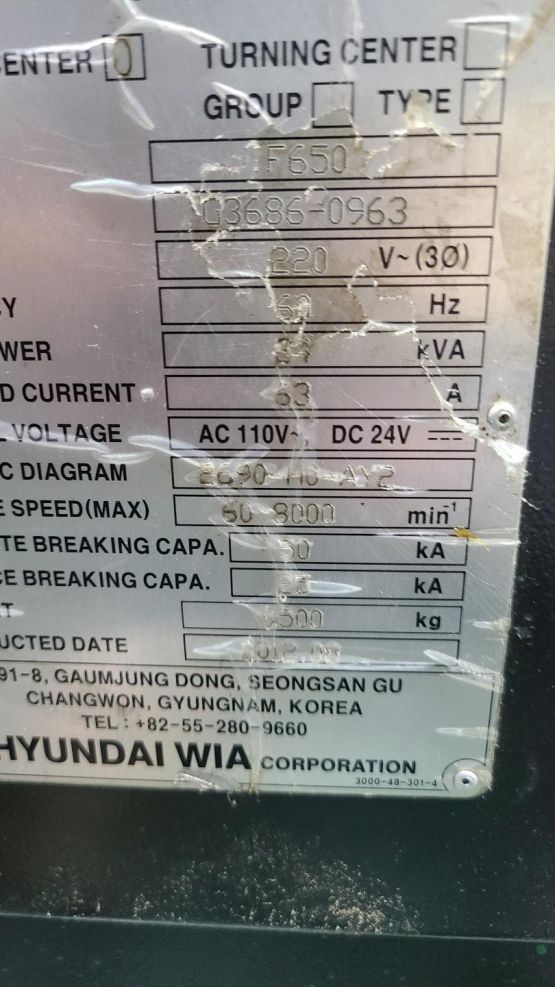 CENTER TURNING CENTER
GROUP TYPE
F650
G3686-0963
220 V~(3Ø)
60 Hz
WER kVA
D CURRENT 63 A
VOLTAGE AC 110V~, DC 24V
C DIAGRAM
E SPEED(MAX) 60-8000 min-1
TE BREAKING CAPA. kA
CE BREAKING CAPA. kA
T kg
UCTED DATE
91-8, GAUMJUNG DONG, SEONGSAN GU
CHANGWON, GYUNGNAM, KOREA
TEL : +82-55-280-9660
HYUNDAI WIA CORPORATION
3000-48-301-4